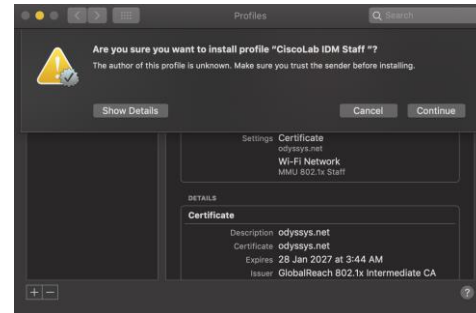 Profiles
Search
Are you sure you want to install profile "CiscoLab IDM Staff "?
The author of this profile is unknown. Make sure you trust the sender before installing.
Show Details
Cancel
Continue
Settings Certificate
odyssys.net
Wi-Fi Network
MMU 802.1x Staff
DETAILS
Certificate
Description odyssys.net
Certificate odyssys.net
Expires 28 Jan 2027 at 3:44 AM
Issuer GlobalReach 802.1x Intermediate CA
+ −
?